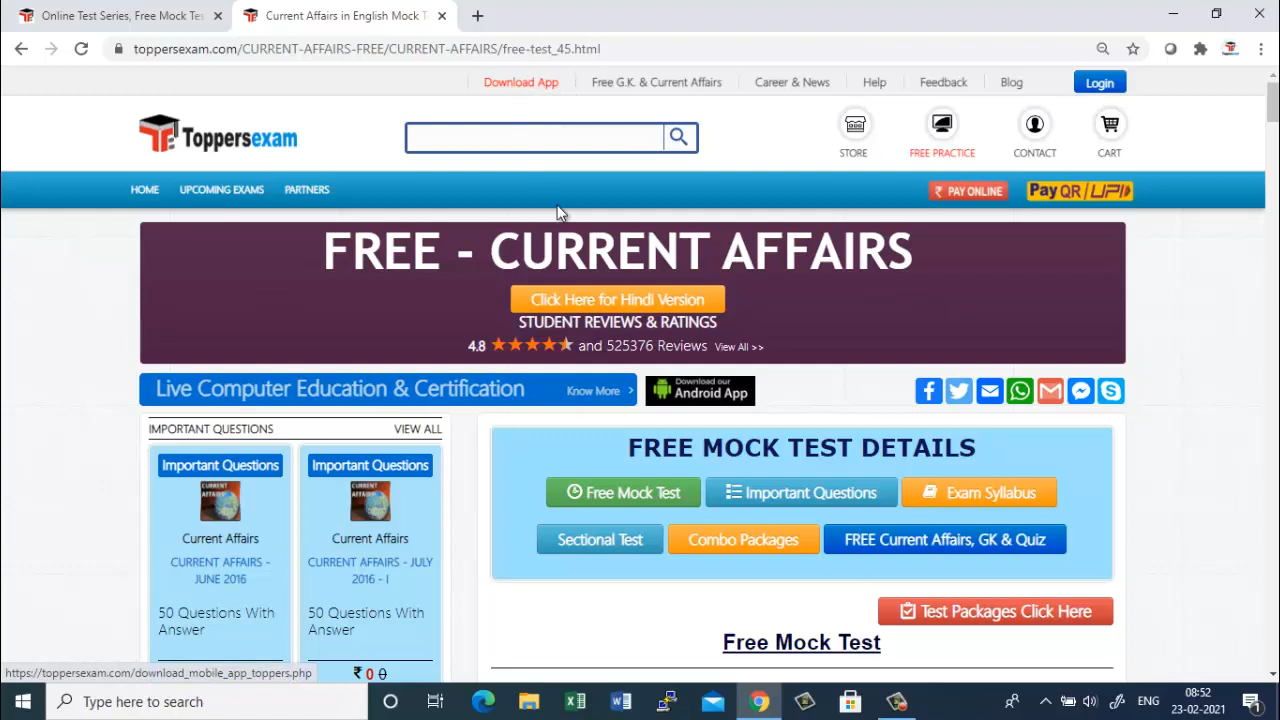 Online Test Series, Free Mock Tes
Current Affairs in English Mock T
toppersexam.com/CURRENT-AFFAIRS-FREE/CURRENT-AFFAIRS/free-test_45.html
Download App
Free G.K. & Current Affairs
Career & News
Help
Feedback
Blog
Login
Toppersexam
STORE
FREE PRACTICE
CONTACT
CART
HOME
UPCOMING EXAMS
PARTNERS
₹ PAY ONLINE
Pay QR / UPI
FREE - CURRENT AFFAIRS
Click Here for Hindi Version
STUDENT REVIEWS & RATINGS
4.8 and 525376 Reviews View All >>
Live Computer Education & Certification
Know More >
Download our
Android App
IMPORTANT QUESTIONS
VIEW ALL
Important Questions
CURRENT AFFAIRS
Current Affairs
CURRENT AFFAIRS -
JUNE 2016
50 Questions With
Answer
Important Questions
CURRENT AFFAIRS
Current Affairs
CURRENT AFFAIRS - JULY
2016 - I
50 Questions With
Answer
₹ 0 0
FREE MOCK TEST DETAILS
Free Mock Test
Important Questions
Exam Syllabus
Sectional Test
Combo Packages
FREE Current Affairs, GK & Quiz
Test Packages Click Here
Free Mock Test
https://toppersexam.com/download_mobile_app_toppers.php
Type here to search
ENG
08:52
23-02-2021
1